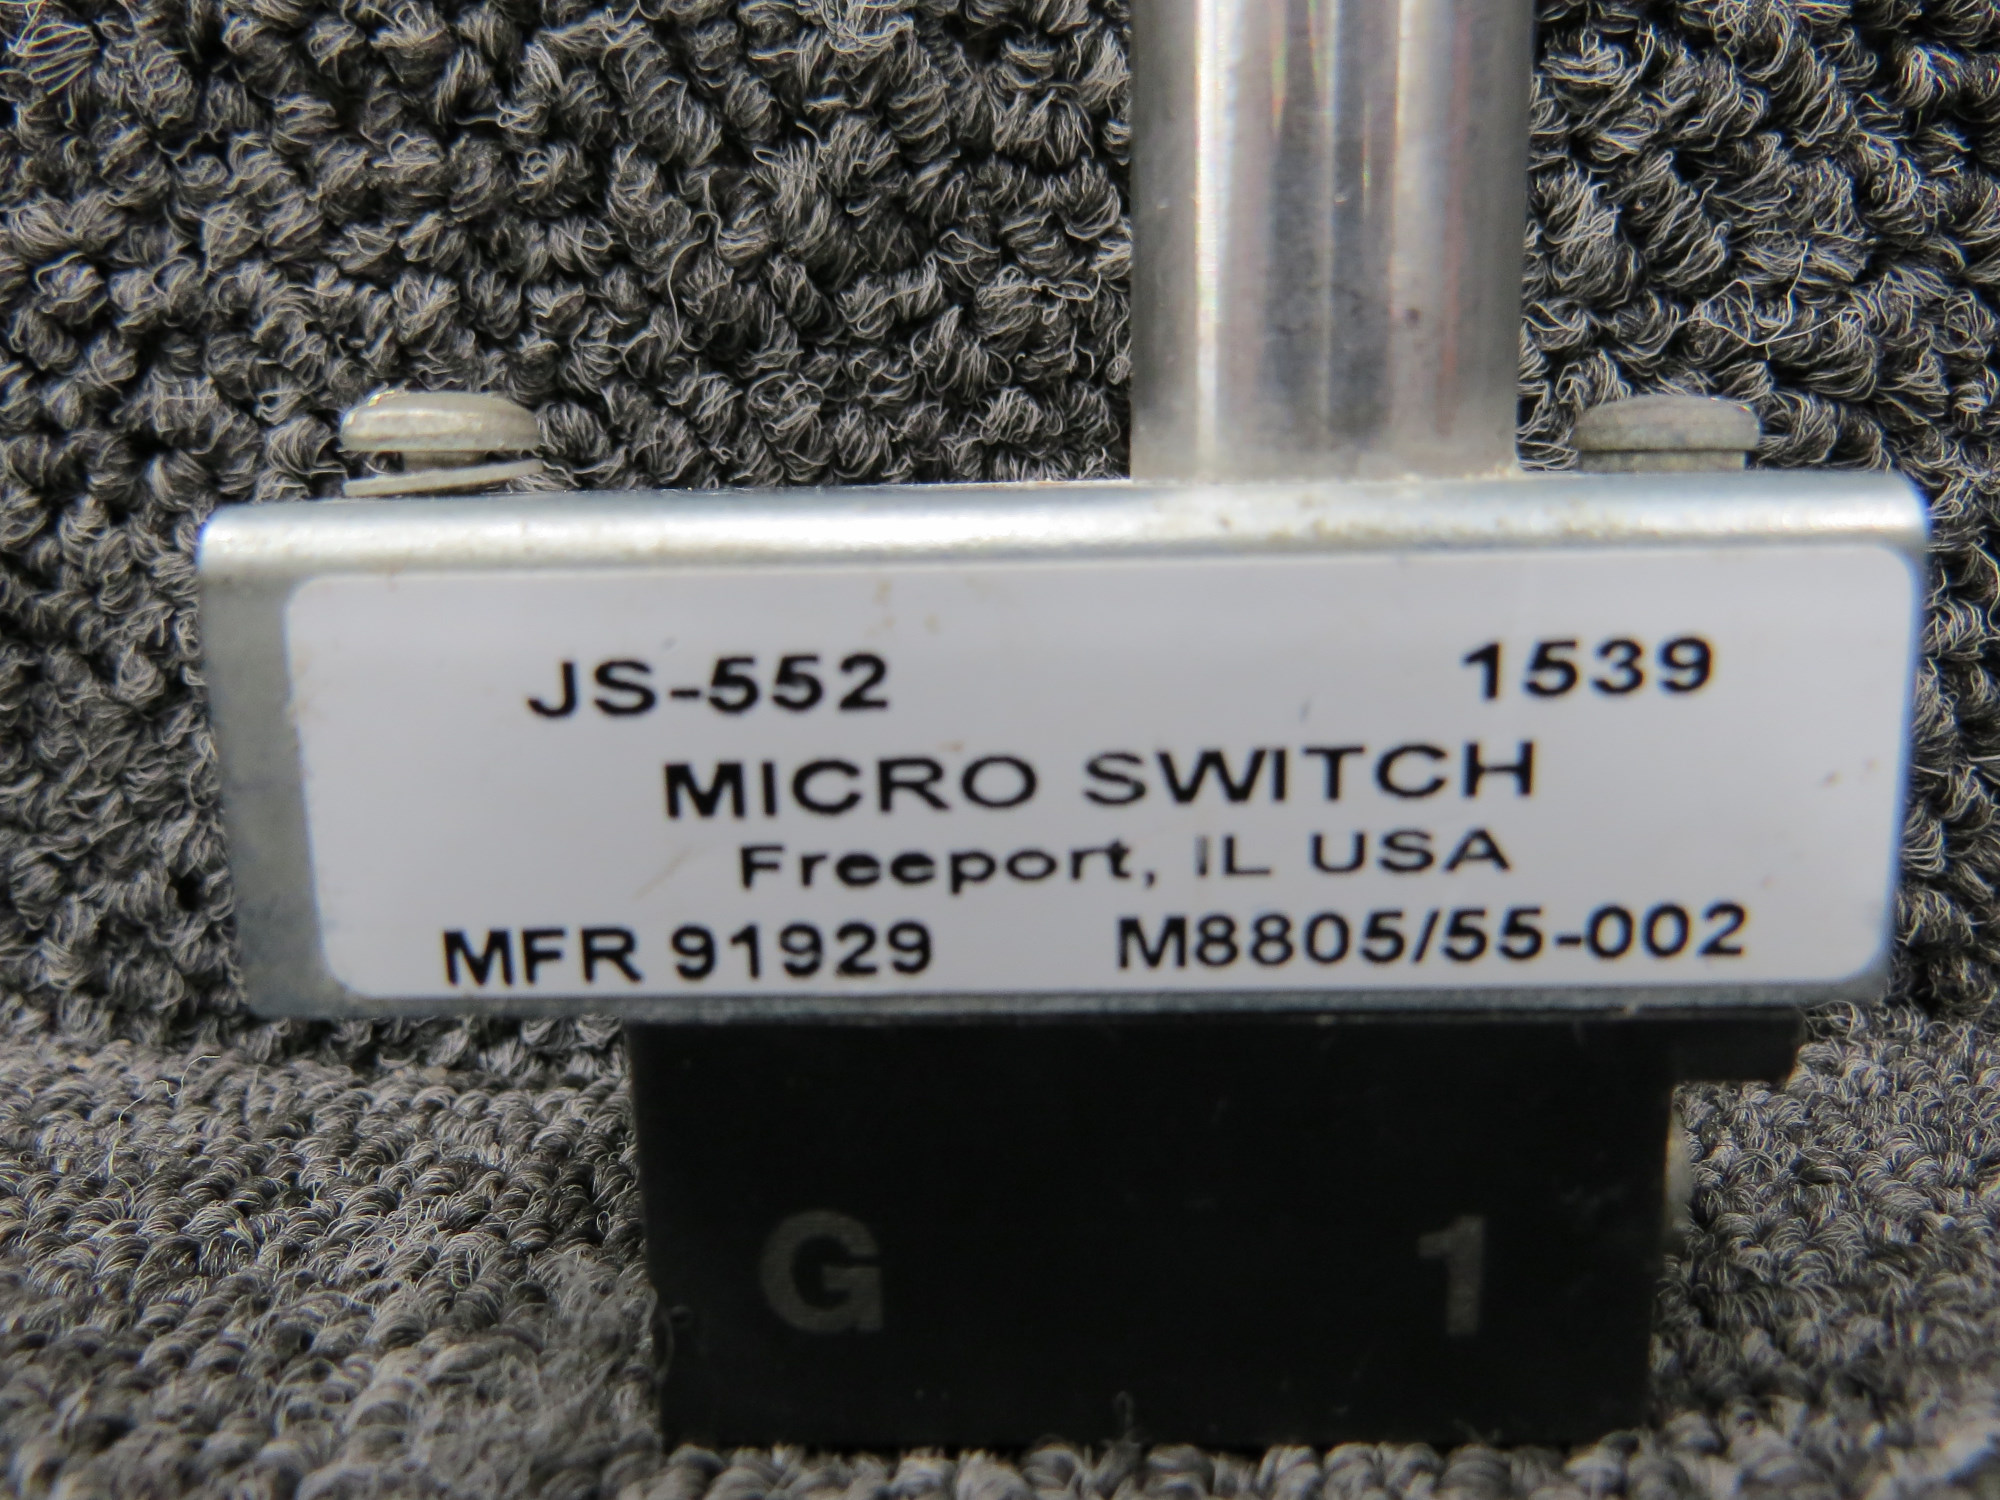 JS-552 1539
MICRO SWITCH
Freeport, IL USA
MFR 91929 M8805/55-002
G 1